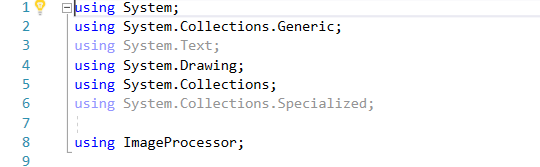 1 using System;
2 using System.Collections.Generic;
3 using System.Text;
4 using System.Drawing;
5 using System.Collections;
6 using System.Collections.Specialized;
7
8 using ImageProcessor;
9